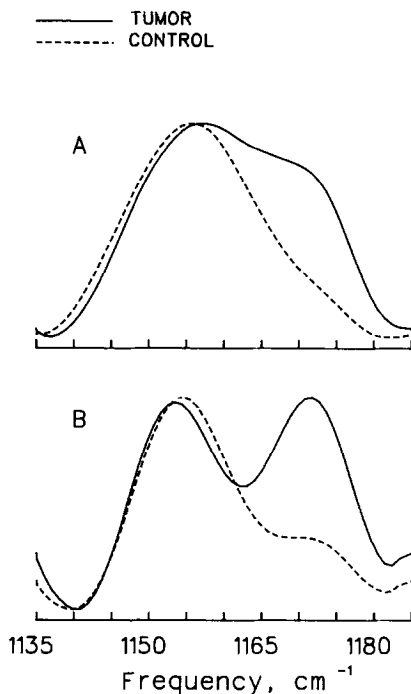 TUMOR
CONTROL
A
B
1135 1150 1165 1180
Frequency, cm⁻¹